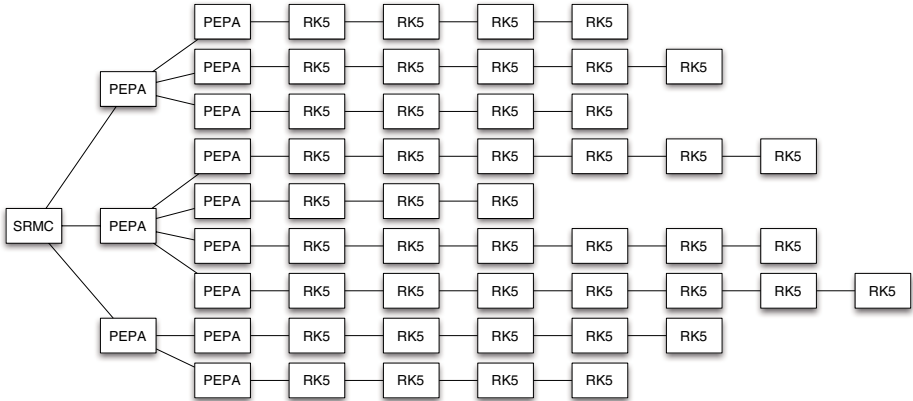 PEPA RK5 RK5 RK5 RK5
PEPA RK5 RK5 RK5 RK5 RK5
PEPA
PEPA RK5 RK5 RK5 RK5
PEPA RK5 RK5 RK5 RK5 RK5 RK5
PEPA RK5 RK5 RK5
SRMC PEPA
PEPA RK5 RK5 RK5 RK5 RK5 RK5
PEPA RK5 RK5 RK5 RK5 RK5 RK5 RK5
PEPA PEPA RK5 RK5 RK5 RK5 RK5
PEPA RK5 RK5 RK5 RK5